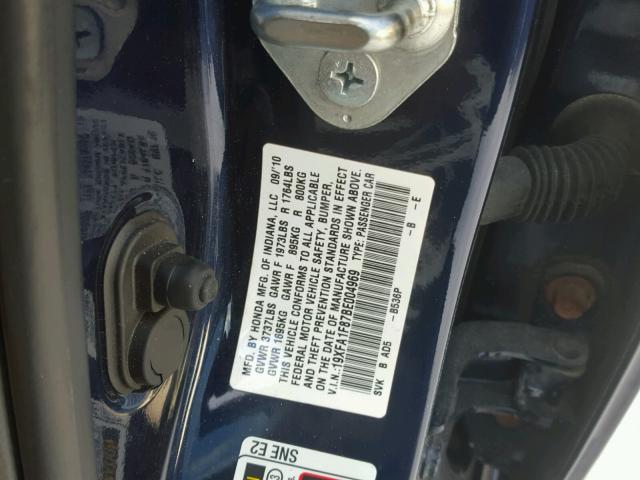 MFD. BY HONDA MFG. OF INDIANA, LLC 09/10
GVWR 3737LBS GAWR F 1973LBS R 1764LBS
GVWR 1695KG GAWR F 895KG R 800KG
THIS VEHICLE CONFORMS TO ALL APPLICABLE
FEDERAL MOTOR VEHICLE SAFETY, BUMPER,
AND THEFT PREVENTION STANDARDS IN EFFECT
ON THE DATE OF MANUFACTURE SHOWN ABOVE.
V.I.N.:19XFA1F87BE004969 TYPE: PASSENGER CAR
SVK B AD5 -B536P -B -E
SNE E2